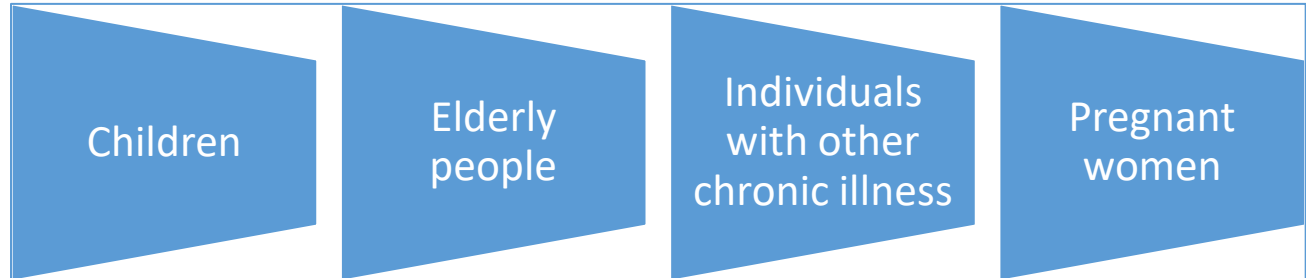 Children
Elderly
people
Individuals
with other
chronic illness
Pregnant
women